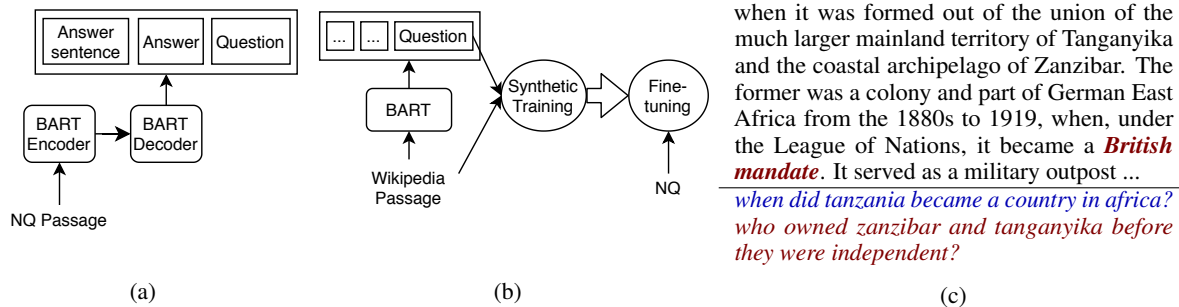 Answer
sentence
Answer
Question
BART
Encoder
BART
Decoder
NQ Passage
(a)
...
...
Question
BART
Wikipedia
Passage
Synthetic
Training
Fine-
tuning
NQ
(b)
when it was formed out of the union of the
much larger mainland territory of Tanganyika
and the coastal archipelago of Zanzibar. The
former was a colony and part of German East
Africa from the 1880s to 1919, when, under
the League of Nations, it became a British
mandate. It served as a military outpost ...
when did tanzania became a country in africa?
who owned zanzibar and tanganyika before
they were independent?
(c)